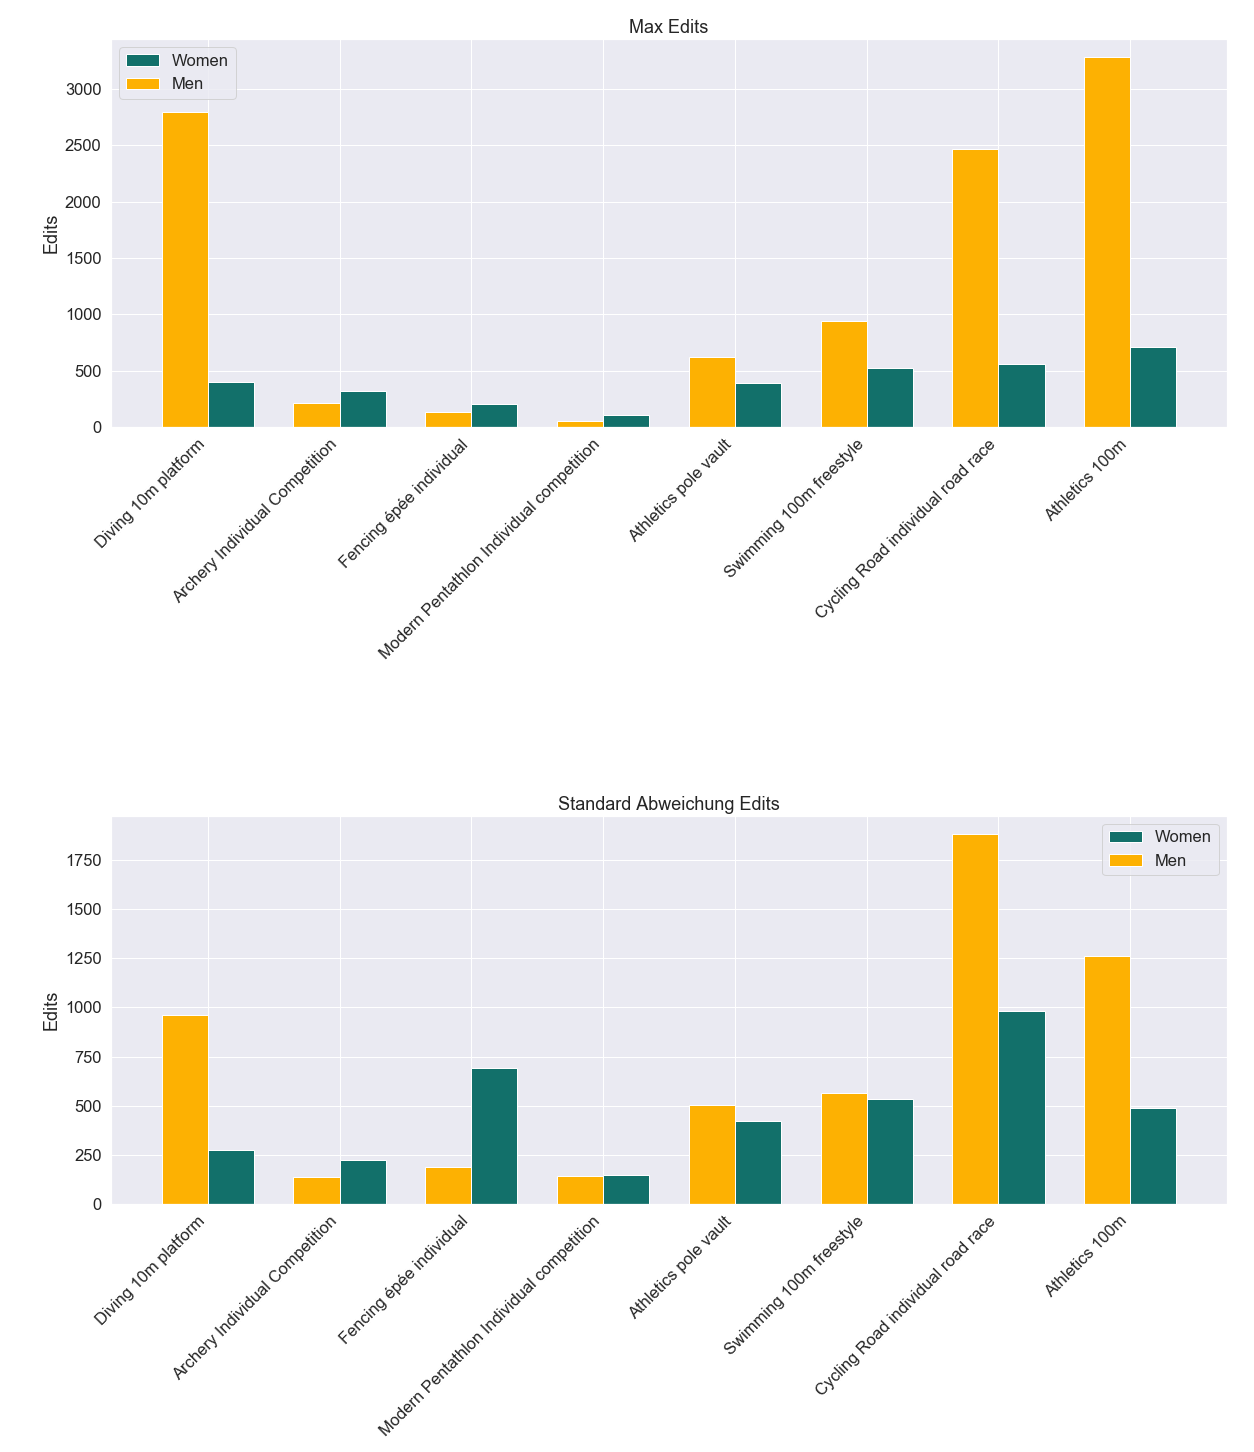 Max Edits
Women
Men
3000
2500
2000
1500
1000
500
0
Edits
Diving 10m platform
Archery Individual Competition
Fencing épée individual
Modern Pentathlon Individual competition
Athletics pole vault
Swimming 100m freestyle
Cycling Road individual road race
Athletics 100m
Standard Abweichung Edits
Women
Men
1750
1500
1250
1000
750
500
250
0
Edits
Diving 10m platform
Archery Individual Competition
Fencing épée individual
Modern Pentathlon Individual competition
Athletics pole vault
Swimming 100m freestyle
Cycling Road individual road race
Athletics 100m